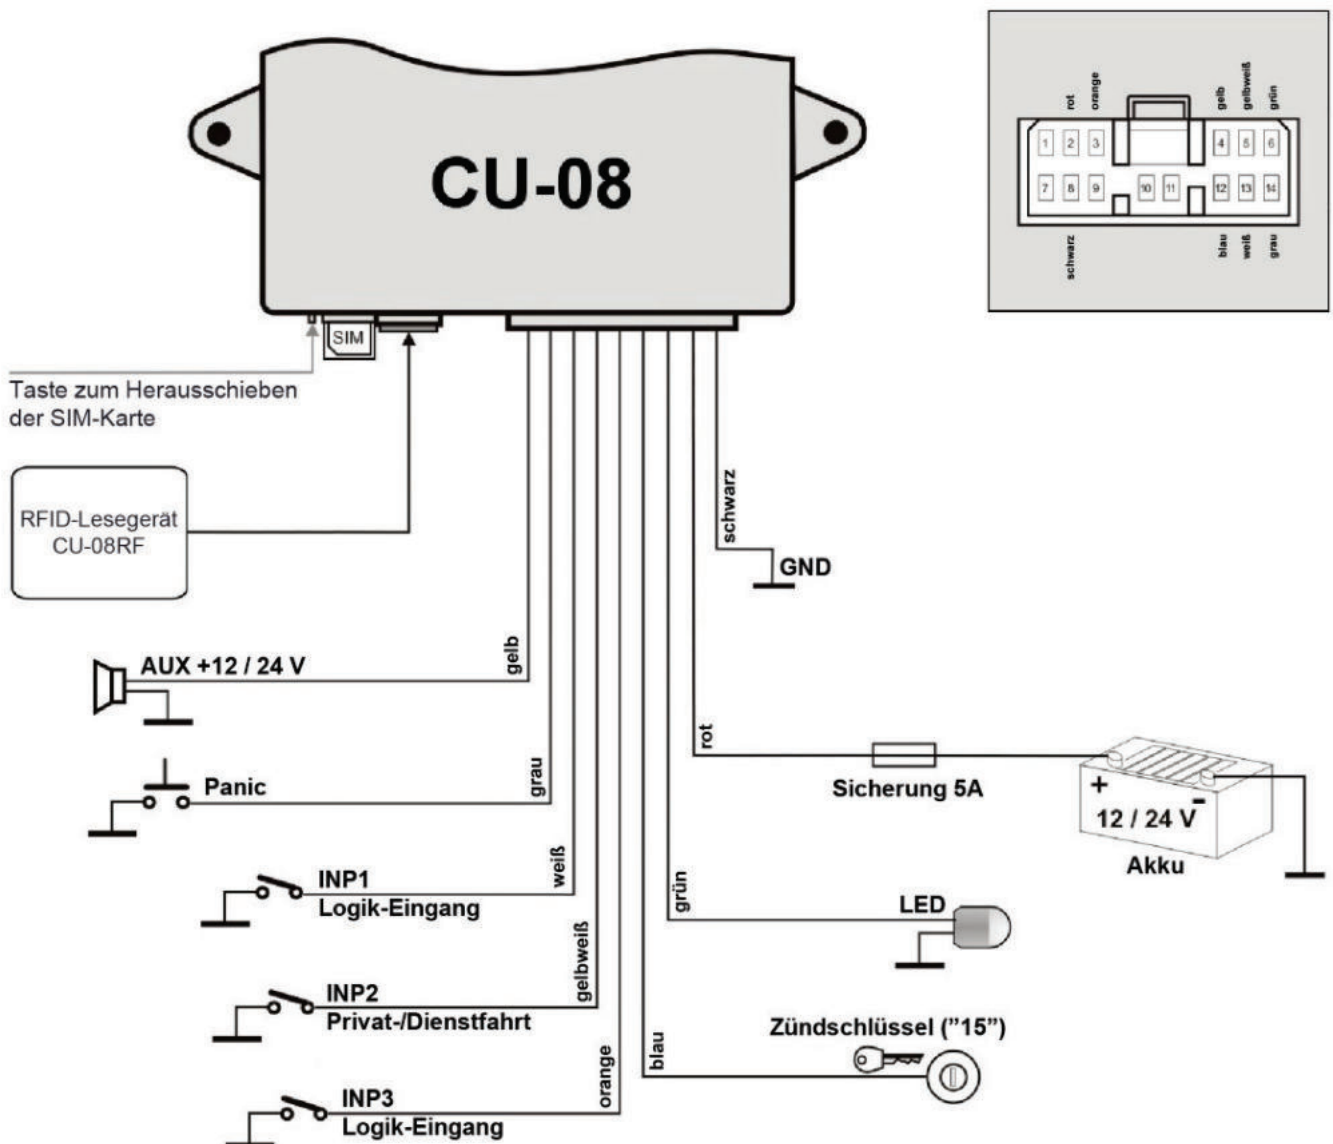 CU-08
rot
orange
gelb
gelbweiß
grün
1 2 3 4 5 6
7 8 9 10 11 12 13 14
schwarz
blau
weiß
grau
SIM
Taste zum Herausschieben
der SIM-Karte
RFID-Lesegerät
CU-08RF
schwarz
GND
AUX +12 / 24 V
gelb
rot
Sicherung 5A
+ -
12 / 24 V
Akku
Panic
grau
INP1
Logik-Eingang
weiß
grün
LED
INP2
Privat-/Dienstfahrt
gelbweiß
Zündschlüssel (”15”)
blau
INP3
Logik-Eingang
orange